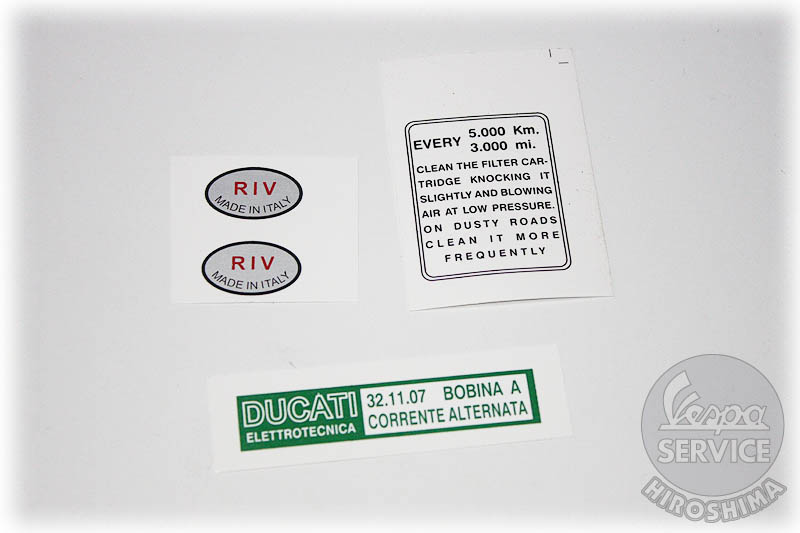 EVERY 5.000 Km.
3.000 mi.
CLEAN THE FILTER CAR-
TRIDGE KNOCKING IT
SLIGHTLY AND BLOWING
AIR AT LOW PRESSURE.
ON DUSTY ROADS
CLEAN IT MORE
FREQUENTLY
RIV
MADE IN ITALY
RIV
MADE IN ITALY
DUCATI
ELETTROTECNICA
32.11.07 BOBINA A
CORRENTE ALTERNATA
Vespa
SERVICE
HIROSHIMA